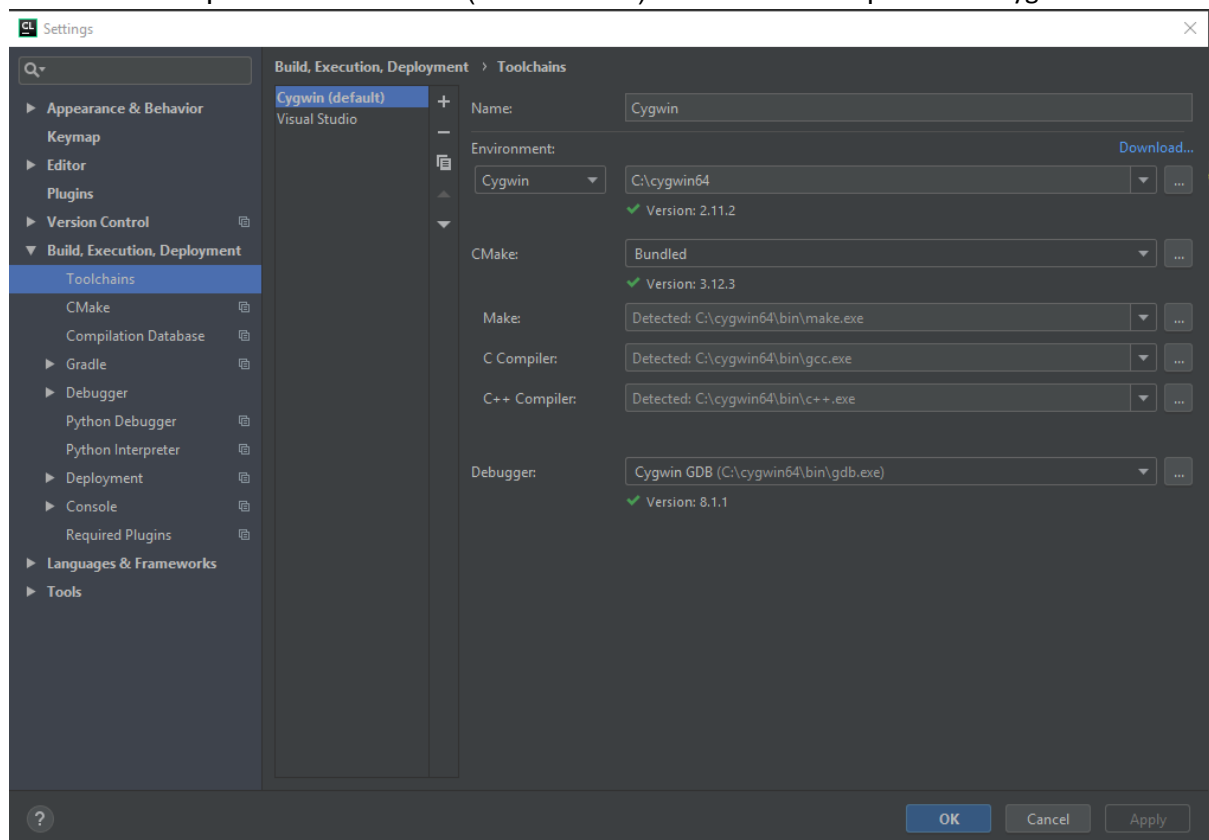 CL Settings
Build, Execution, Deployment › Toolchains
Appearance & Behavior
Keymap
Editor
Plugins
Version Control
Build, Execution, Deployment
Toolchains
CMake
Compilation Database
Gradle
Debugger
Python Debugger
Python Interpreter
Deployment
Console
Required Plugins
Languages & Frameworks
Tools
Cygwin (default)
Visual Studio
Name: Cygwin
Environment: Download...
Cygwin C:\cygwin64 ...
Version: 2.11.2
CMake: Bundled ...
Version: 3.12.3
Make: Detected: C:\cygwin64\bin\make.exe ...
C Compiler: Detected: C:\cygwin64\bin\gcc.exe ...
C++ Compiler: Detected: C:\cygwin64\bin\c++.exe ...
Debugger: Cygwin GDB (C:\cygwin64\bin\gdb.exe) ...
Version: 8.1.1
? OK Cancel Apply